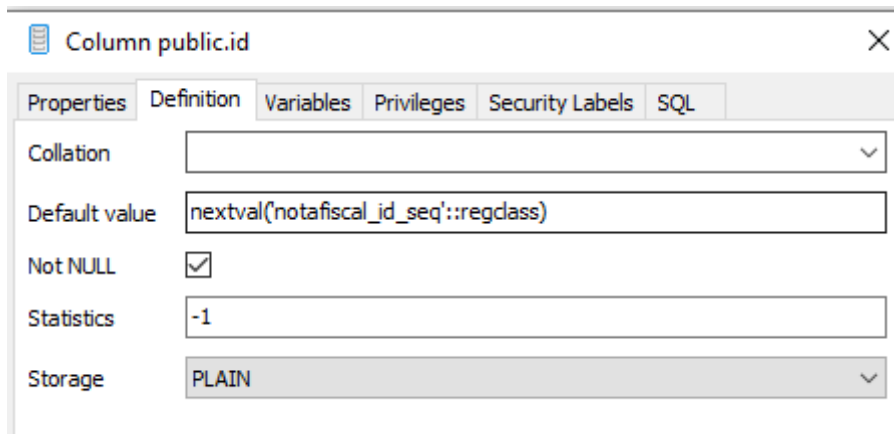 Column public.id
Properties Definition Variables Privileges Security Labels SQL
Collation
Default value nextval('notafiscal_id_seq'::regclass)
Not NULL
Statistics -1
Storage PLAIN